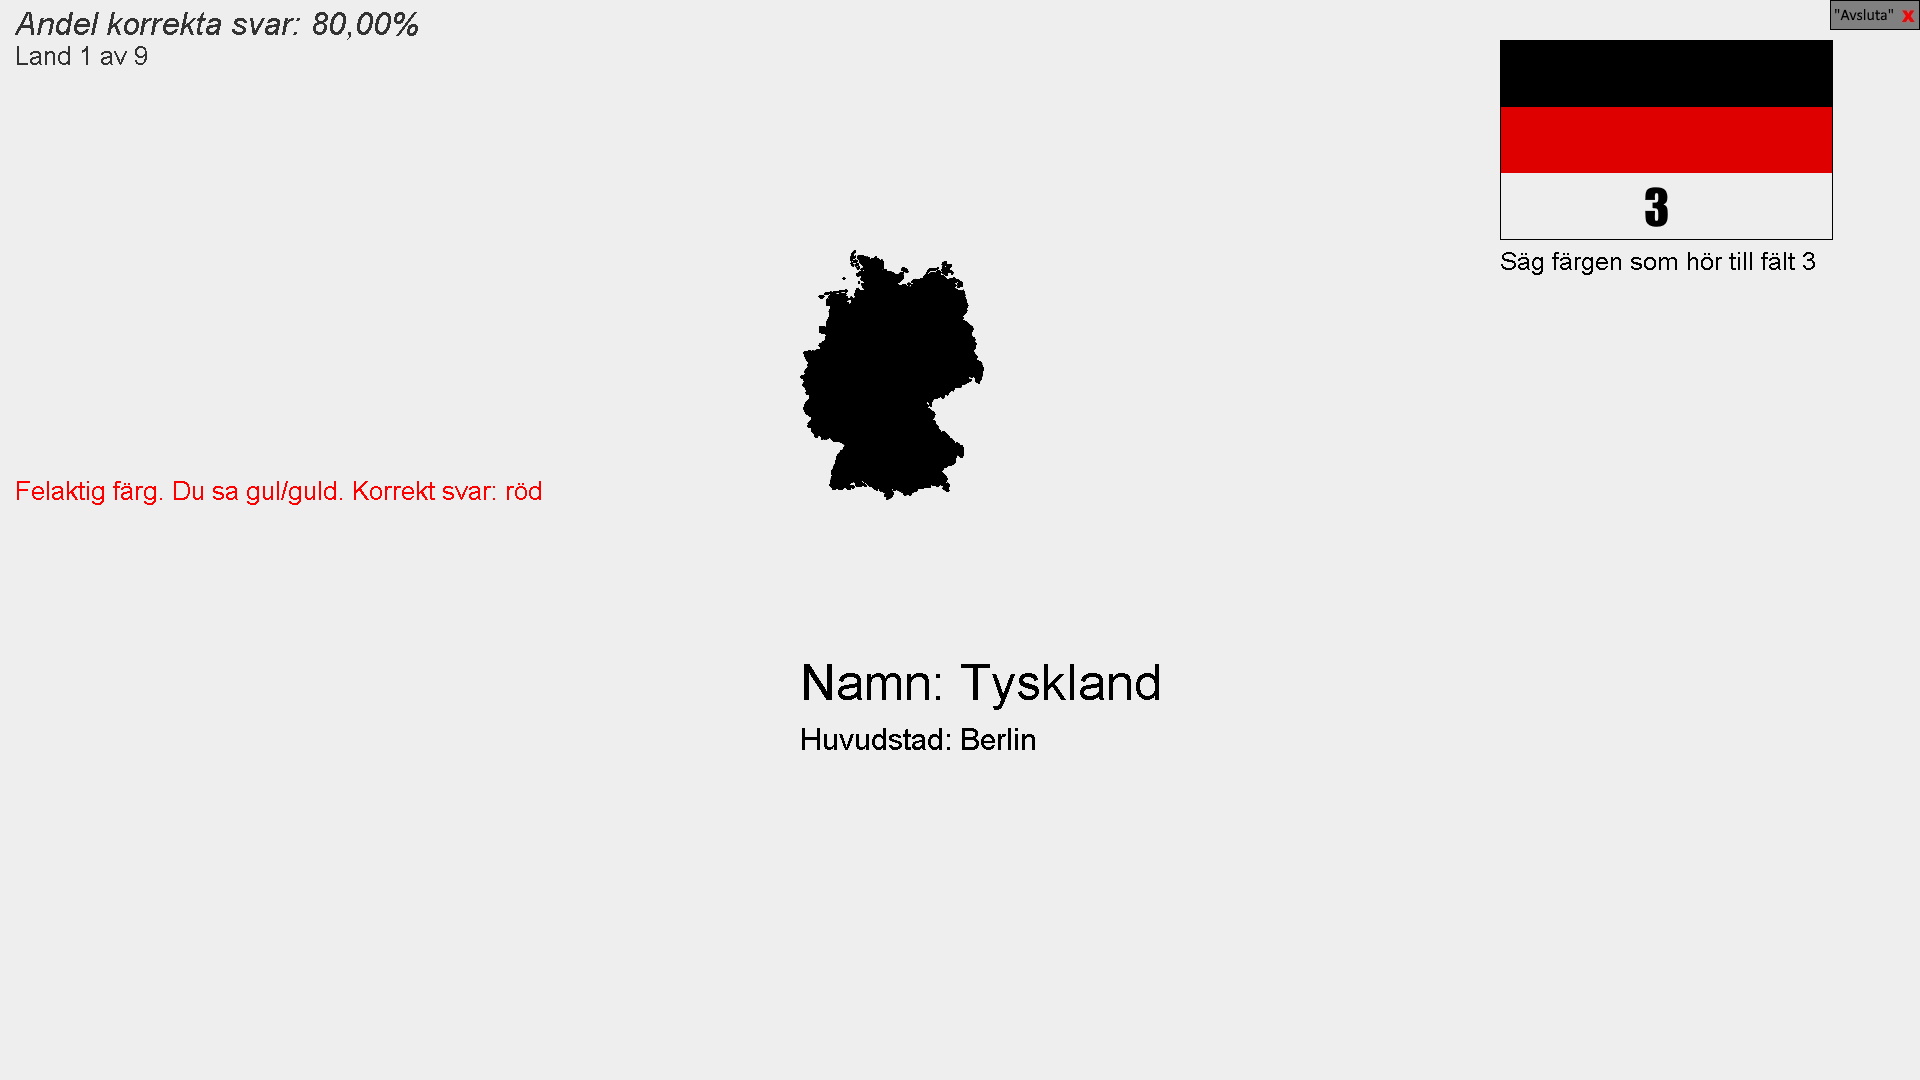 Andel korrekta svar: 80,00%
Land 1 av 9
"Avsluta" x
3
Säg färgen som hör till fält 3
Felaktig färg. Du sa gul/guld. Korrekt svar: röd
Namn: Tyskland
Huvudstad: Berlin